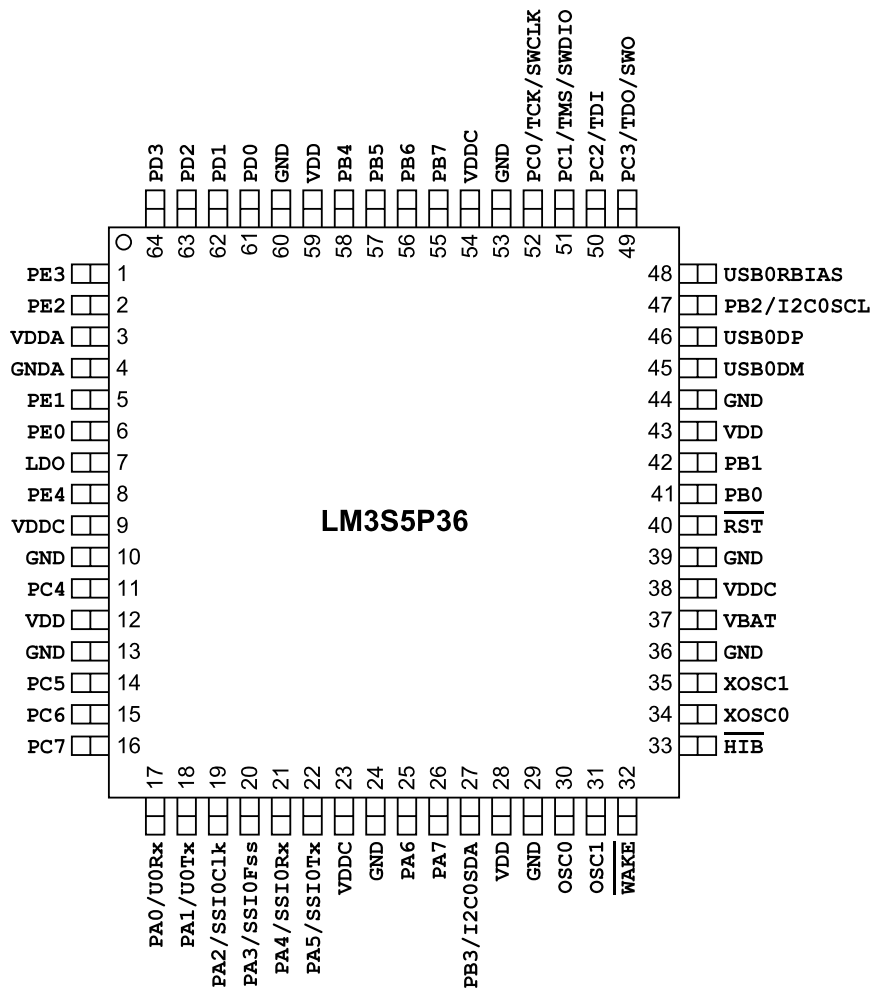 PD3 PD2 PD1 PD0 GND VDD PB4 PB5 PB6 PB7 VDDC GND PC0/TCK/SWCLK PC1/TMS/SWDIO PC2/TDI PC3/TDO/SWO
64 63 62 61 60 59 58 57 56 55 54 53 52 51 50 49
PE3 1 48 USB0RBIAS
PE2 2 47 PB2/I2C0SCL
VDDA 3 46 USB0DP
GNDA 4 45 USB0DM
PE1 5 44 GND
PE0 6 43 VDD
LDO 7 42 PB1
PE4 8 41 PB0
VDDC 9 40 RST
LM3S5P36
GND 10 39 GND
PC4 11 38 VDDC
VDD 12 37 VBAT
GND 13 36 GND
PC5 14 35 XOSC1
PC6 15 34 XOSC0
PC7 16 33 HIB
17 18 19 20 21 22 23 24 25 26 27 28 29 30 31 32
PA0/U0Rx PA1/U0Tx PA2/SSI0Clk PA3/SSI0Fss PA4/SSI0Rx PA5/SSI0Tx VDDC GND PA6 PA7 PB3/I2C0SDA VDD GND OSC0 OSC1 WAKE